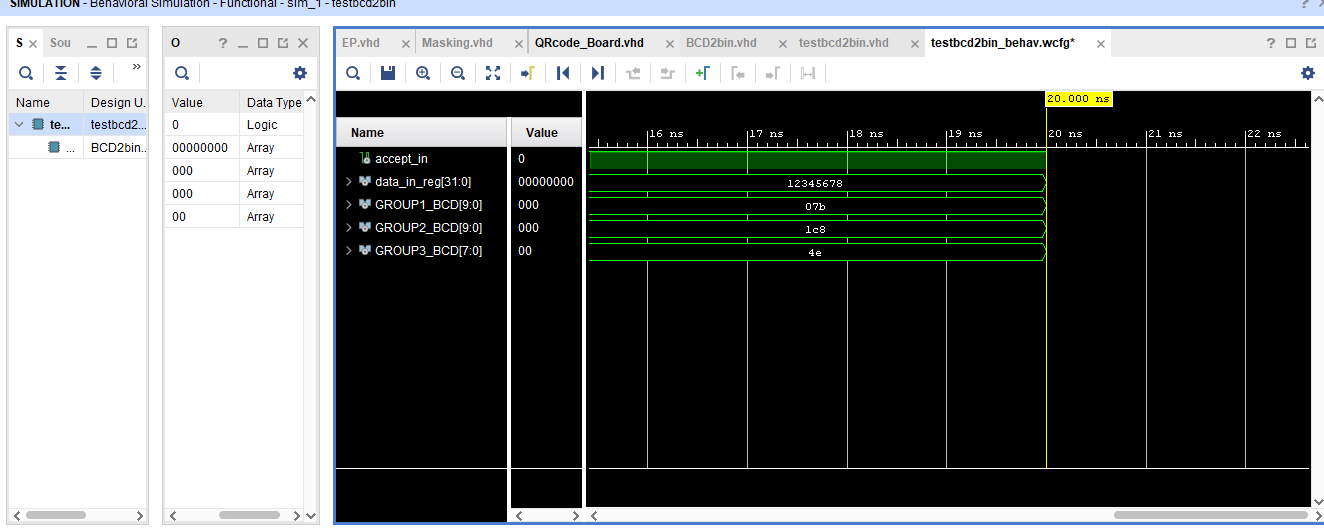 SIMULATION - Behavioral Simulation - Functional - sim_1 - testbcd2bin
S
Sou
O
EP.vhd
Masking.vhd
QRcode_Board.vhd
BCD2bin.vhd
testbcd2bin.vhd
testbcd2bin_behav.wcfg*
Name
Design U.
te...
testbcd2...
...
BCD2bin..
Value
Data Type
0
Logic
00000000
Array
000
Array
000
Array
00
Array
Name
Value
accept_in
0
data_in_reg[31:0]
00000000
GROUP1_BCD[9:0]
000
GROUP2_BCD[9:0]
000
GROUP3_BCD[7:0]
00
20.000 ns
16 ns
17 ns
18 ns
19 ns
20 ns
21 ns
22 ns
12345678
07b
1c8
4e